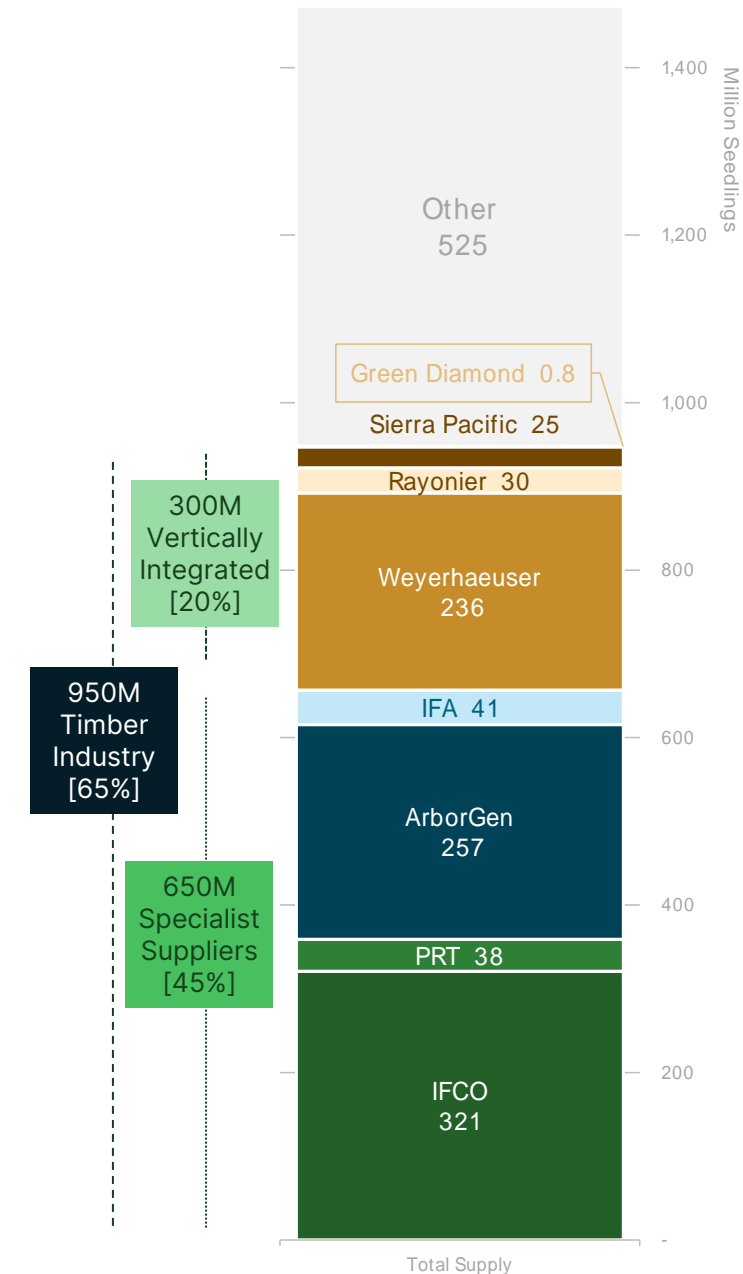 1,400
Million Seedlings
Other
525
1,200
Green Diamond 0.8
1,000
Sierra Pacific 25
Rayonier 30
300M
Vertically
Integrated
[20%]
Weyerhaeuser
236
800
950M
Timber
Industry
[65%]
IFA 41
600
ArborGen
257
650M
Specialist
Suppliers
[45%]
400
PRT 38
200
IFCO
321
-
Total Supply